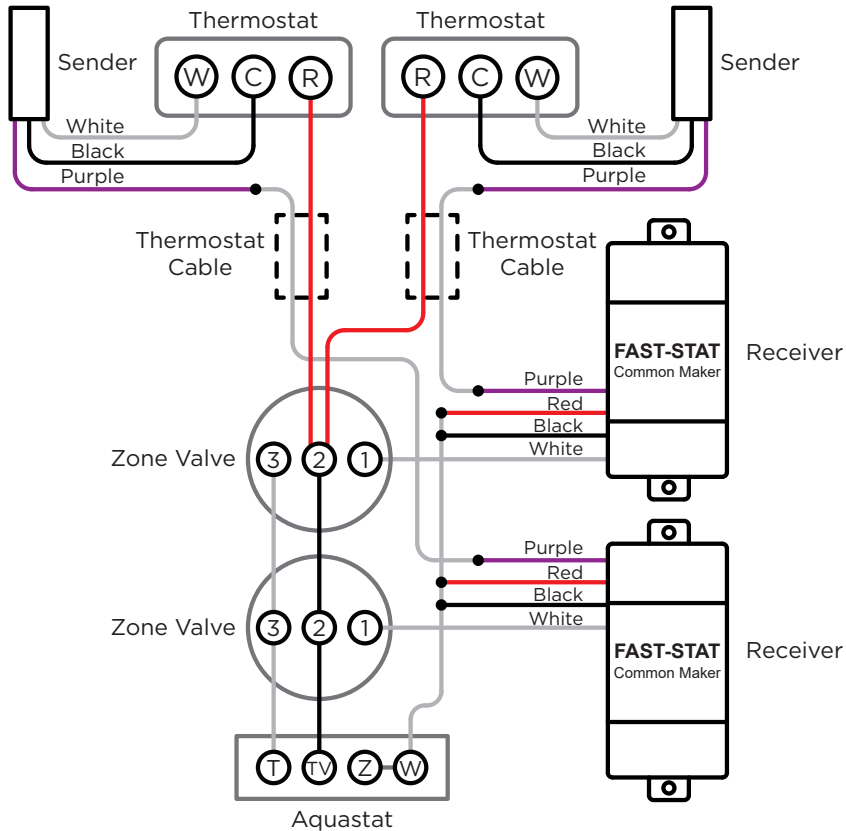 Thermostat
Thermostat
Sender
W
C
R
R
C
W
Sender
White
Black
Purple
White
Black
Purple
Thermostat
Cable
Thermostat
Cable
FAST-STAT
Common Maker
Receiver
Purple
Red
Black
White
Zone Valve
3
2
1
Purple
Red
Black
White
Zone Valve
3
2
1
FAST-STAT
Common Maker
Receiver
T
TV
Z
W
Aquastat